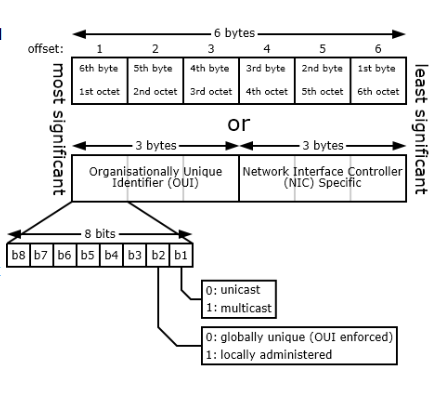 6 bytes
offset: 1 2 3 4 5 6
6th byte 5th byte 4th byte 3rd byte 2nd byte 1st byte
1st octet 2nd octet 3rd octet 4th octet 5th octet 6th octet
most significant
least significant
or
3 bytes 3 bytes
Organisationally Unique
Identifier (OUI)
Network Interface Controller
(NIC) Specific
8 bits
b8 b7 b6 b5 b4 b3 b2 b1
0: unicast
1: multicast
0: globally unique (OUI enforced)
1: locally administered